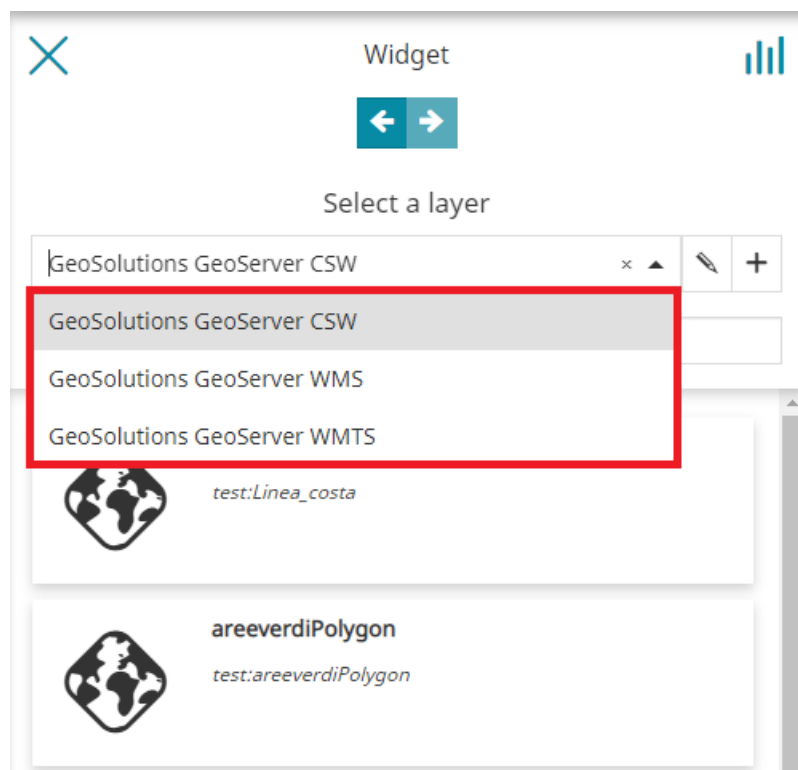 Widget
Select a layer
GeoSolutions GeoServer CSW
GeoSolutions GeoServer CSW
GeoSolutions GeoServer WMS
GeoSolutions GeoServer WMTS
test:Linea_costa
areeverdiPolygon
test:areeverdiPolygon